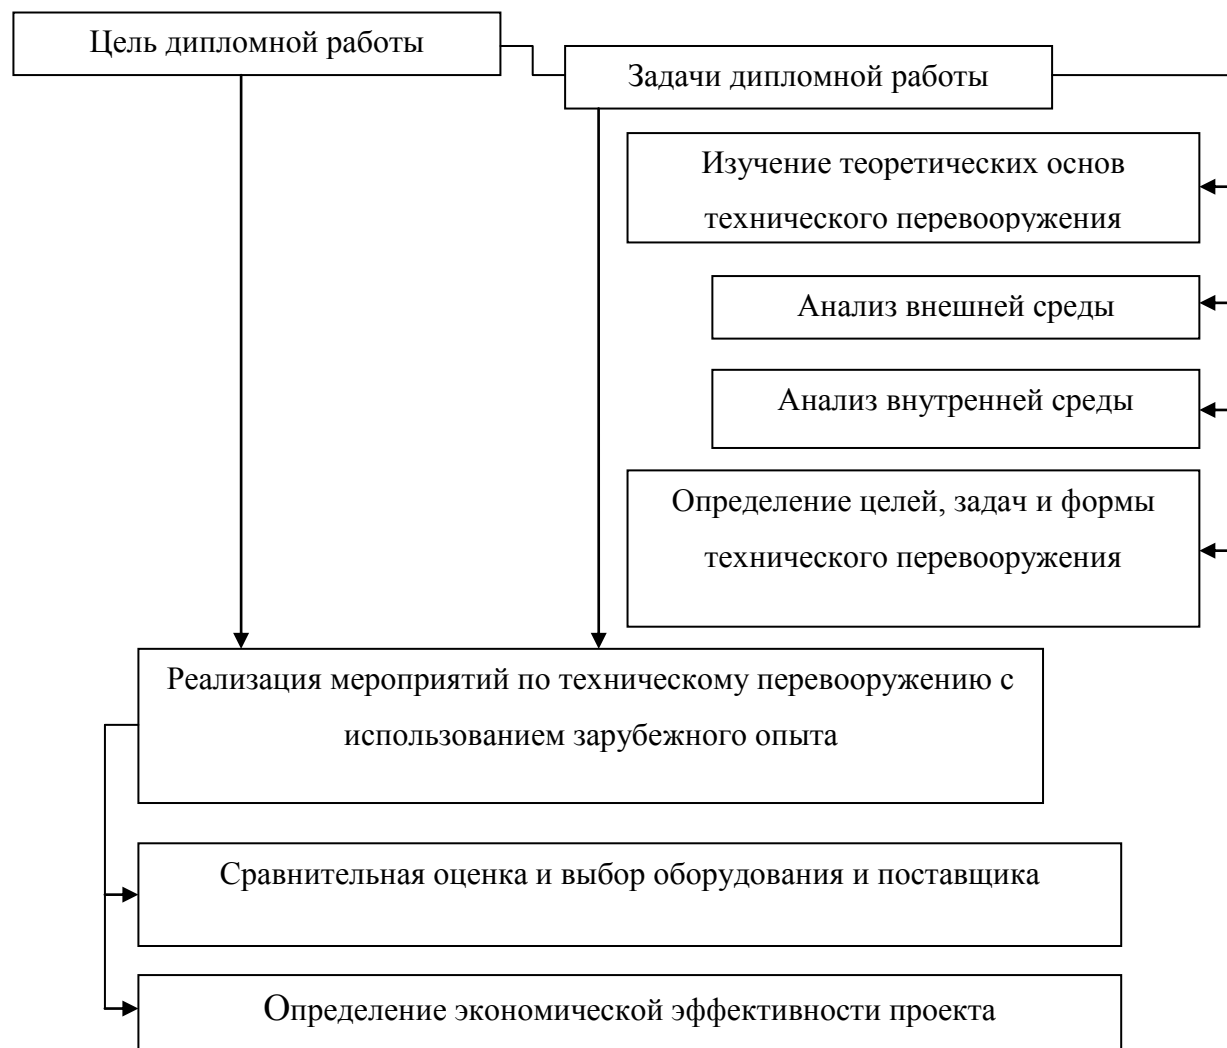 Цель дипломной работы
Задачи дипломной работы
Изучение теоретических основ
технического перевооружения
Анализ внешней среды
Анализ внутренней среды
Определение целей, задач и формы
технического перевооружения
Реализация мероприятий по техническому перевооружению с
использованием зарубежного опыта
Сравнительная оценка и выбор оборудования и поставщика
Определение экономической эффективности проекта